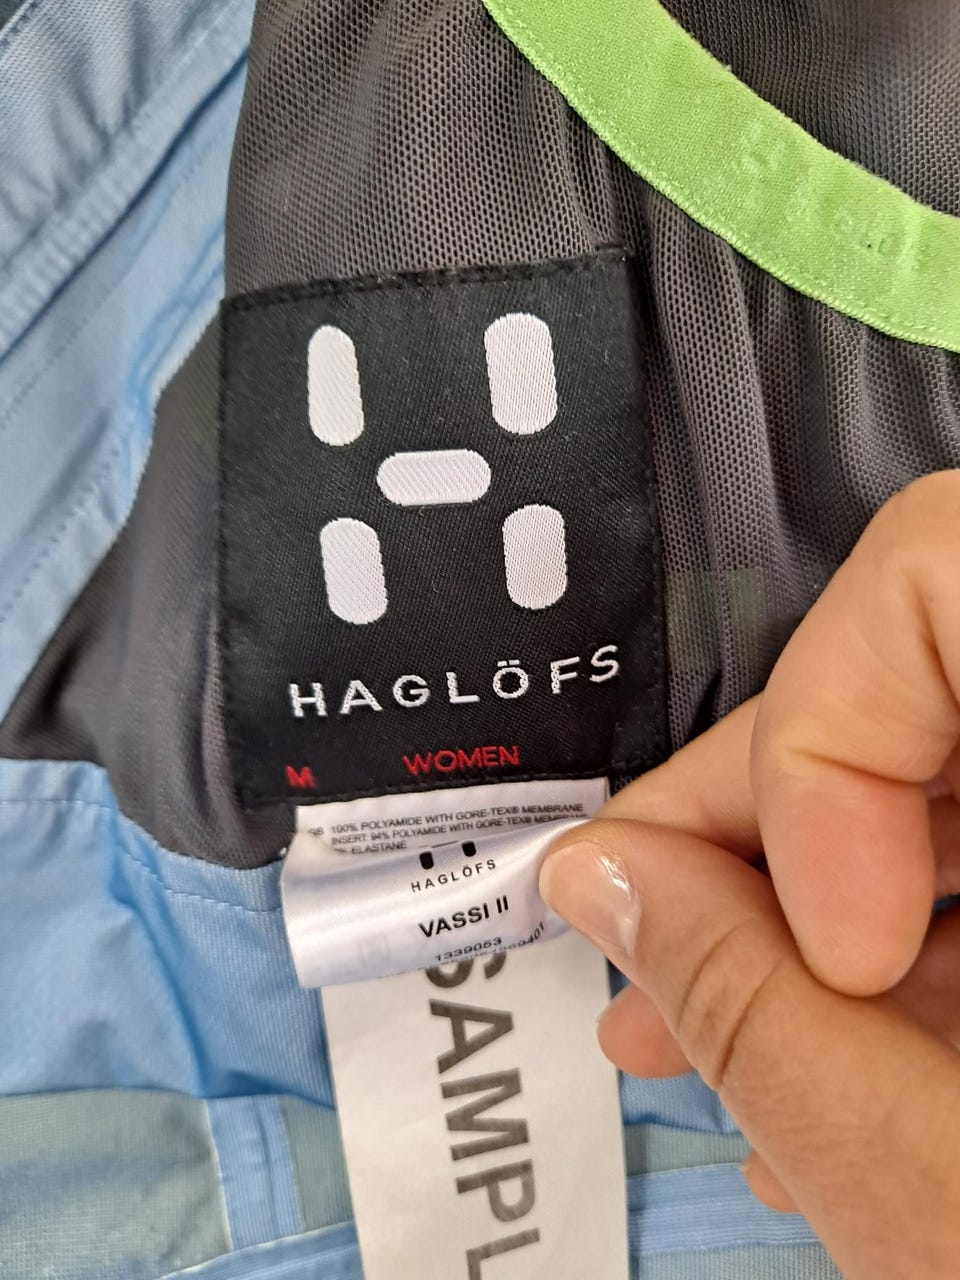 HAGLÖFS
M WOMEN
GB 100% POLYAMIDE WITH GORE-TEX® MEMBRANE
INSERT: 94% POLYAMIDE WITH GORE-TEX® MEMBRANE
ELASTANE
HAGLÖFS
VASSI II
1339053
SAMPL